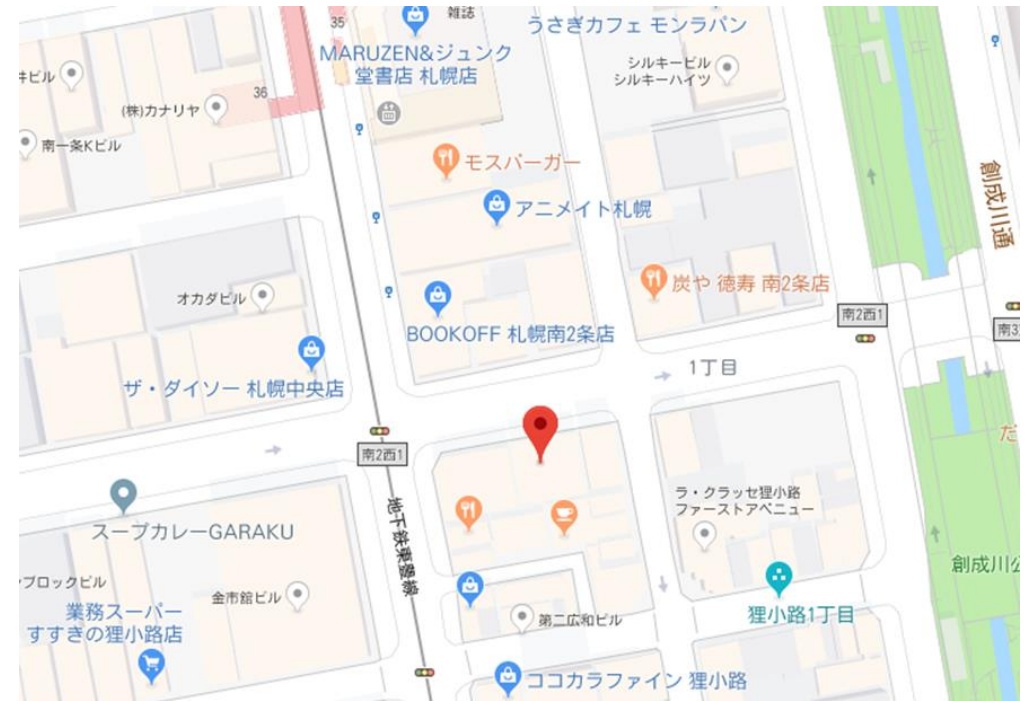 雑誌
うさぎカフェ モンラパン
35
MARUZEN&ジュンク
堂書店 札幌店
シルキービル
シルキーハイツ
井ビル
36
(株)カナリヤ
南一条Kビル
モスバーガー
創成川通
アニメイト札幌
炭や 徳寿 南2条店
オカダビル
南2西1
南3
BOOKOFF 札幌南2条店
1丁目
ザ・ダイソー 札幌中央店
南2西1
ラ・クラッセ狸小路
ファーストアベニュー
地下鉄東豊線
スープカレーGARAKU
創成川公
ブロックビル
金市舘ビル
業務スーパー
すすきの狸小路店
第二広和ビル
狸小路1丁目
ココカラファイン 狸小路